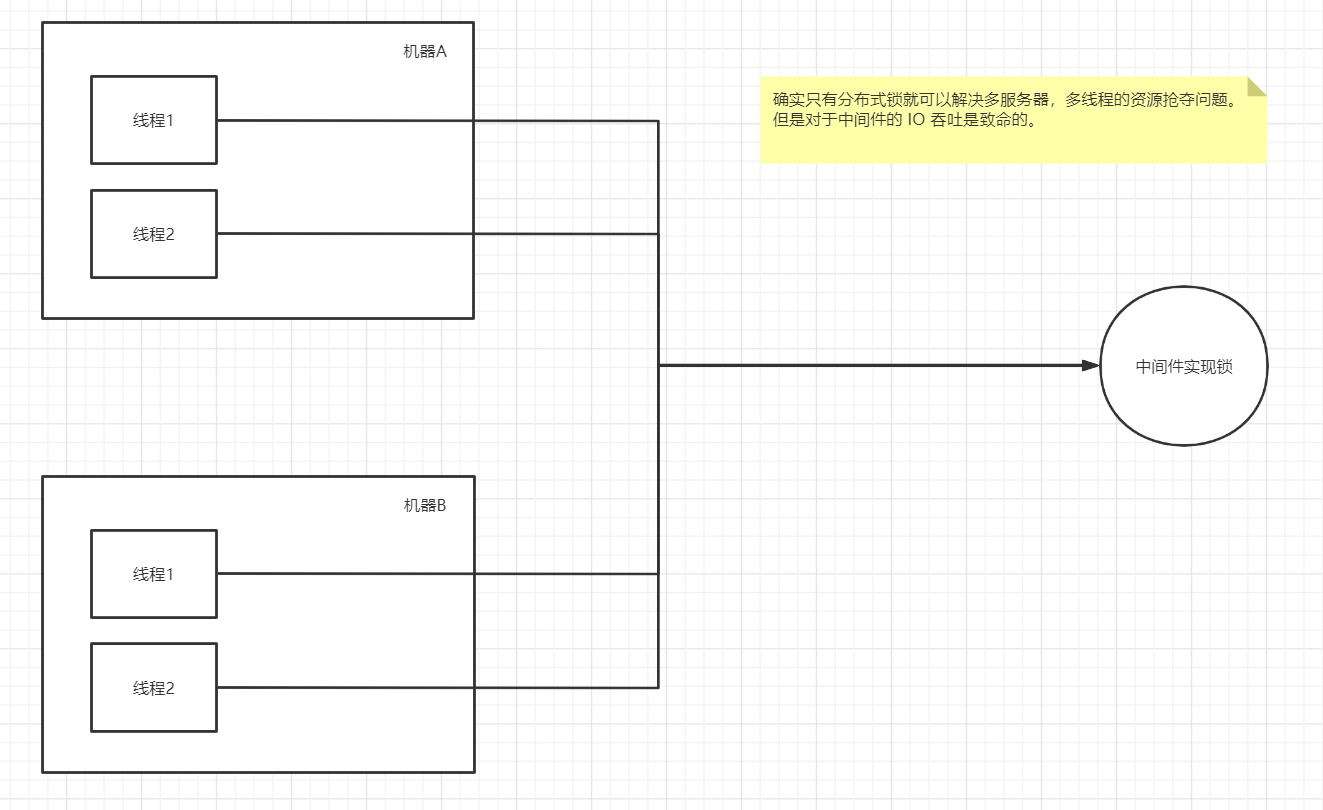 机器A
线程1
线程2
确实只有分布式锁就可以解决多服务器，多线程的资源抢夺问题。
但是对于中间件的 IO 吞吐是致命的。
中间件实现锁
机器B
线程1
线程2